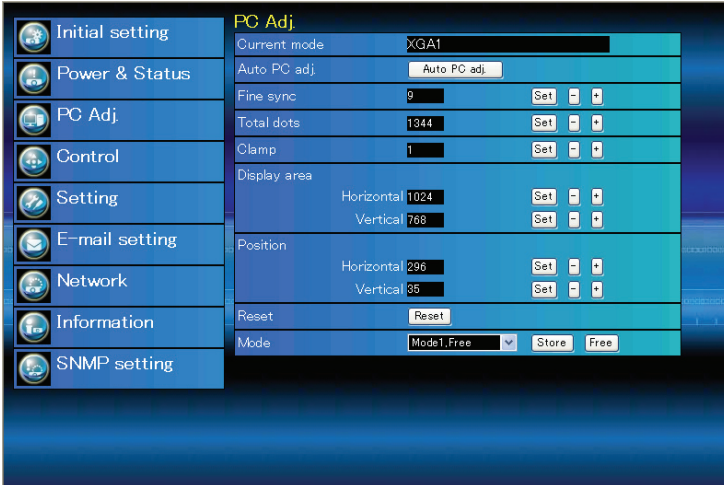 Initial setting
Power & Status
PC Adj.
Control
Setting
E-mail setting
Network
Information
SNMP setting
PC Adj.
Current mode XGA1
Auto PC adj. Auto PC adj.
Fine sync 9 Set - +
Total dots 1344 Set - +
Clamp 1 Set - +
Display area
Horizontal 1024 Set - +
Vertical 768 Set - +
Position
Horizontal 296 Set - +
Vertical 35 Set - +
Reset Reset
Mode Mode1,Free Store Free